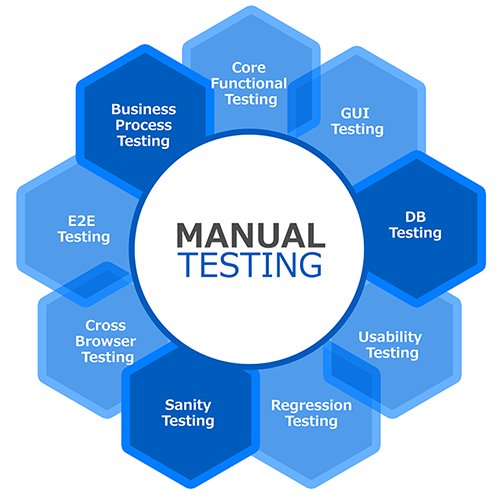 MANUAL
TESTING
Core
Functional
Testing
GUI
Testing
DB
Testing
Usability
Testing
Regression
Testing
Sanity
Testing
Cross
Browser
Testing
E2E
Testing
Business
Process
Testing